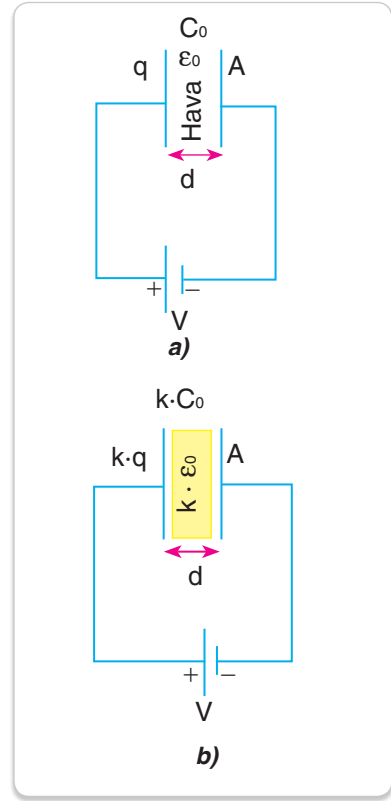 C₀
q ε₀ A
Hava
d
+ −
V
a)
k·C₀
k·q A
k · ε₀
d
+ −
V
b)